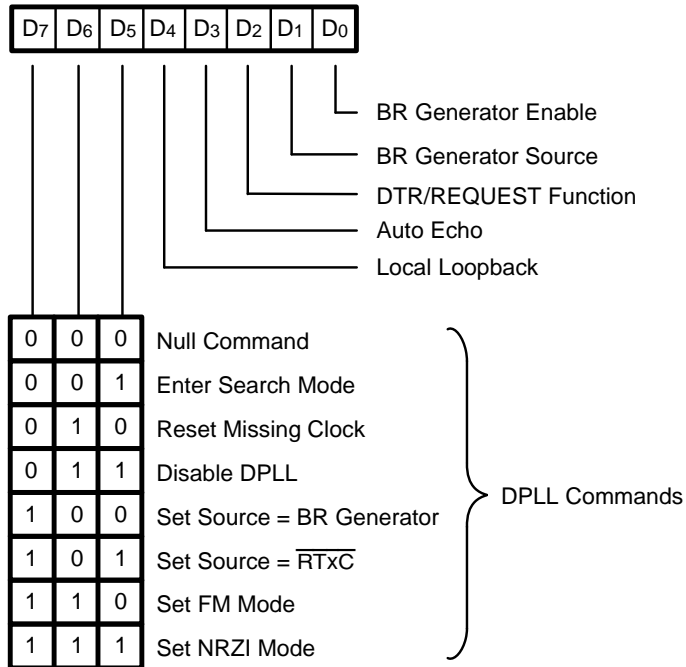 D7 D6 D5 D4 D3 D2 D1 D0
BR Generator Enable
BR Generator Source
DTR/REQUEST Function
Auto Echo
Local Loopback
0 0 0 Null Command
0 0 1 Enter Search Mode
0 1 0 Reset Missing Clock
0 1 1 Disable DPLL
1 0 0 Set Source = BR Generator
1 0 1 Set Source = R̅T̅x̅C̅
1 1 0 Set FM Mode
1 1 1 Set NRZI Mode
DPLL Commands